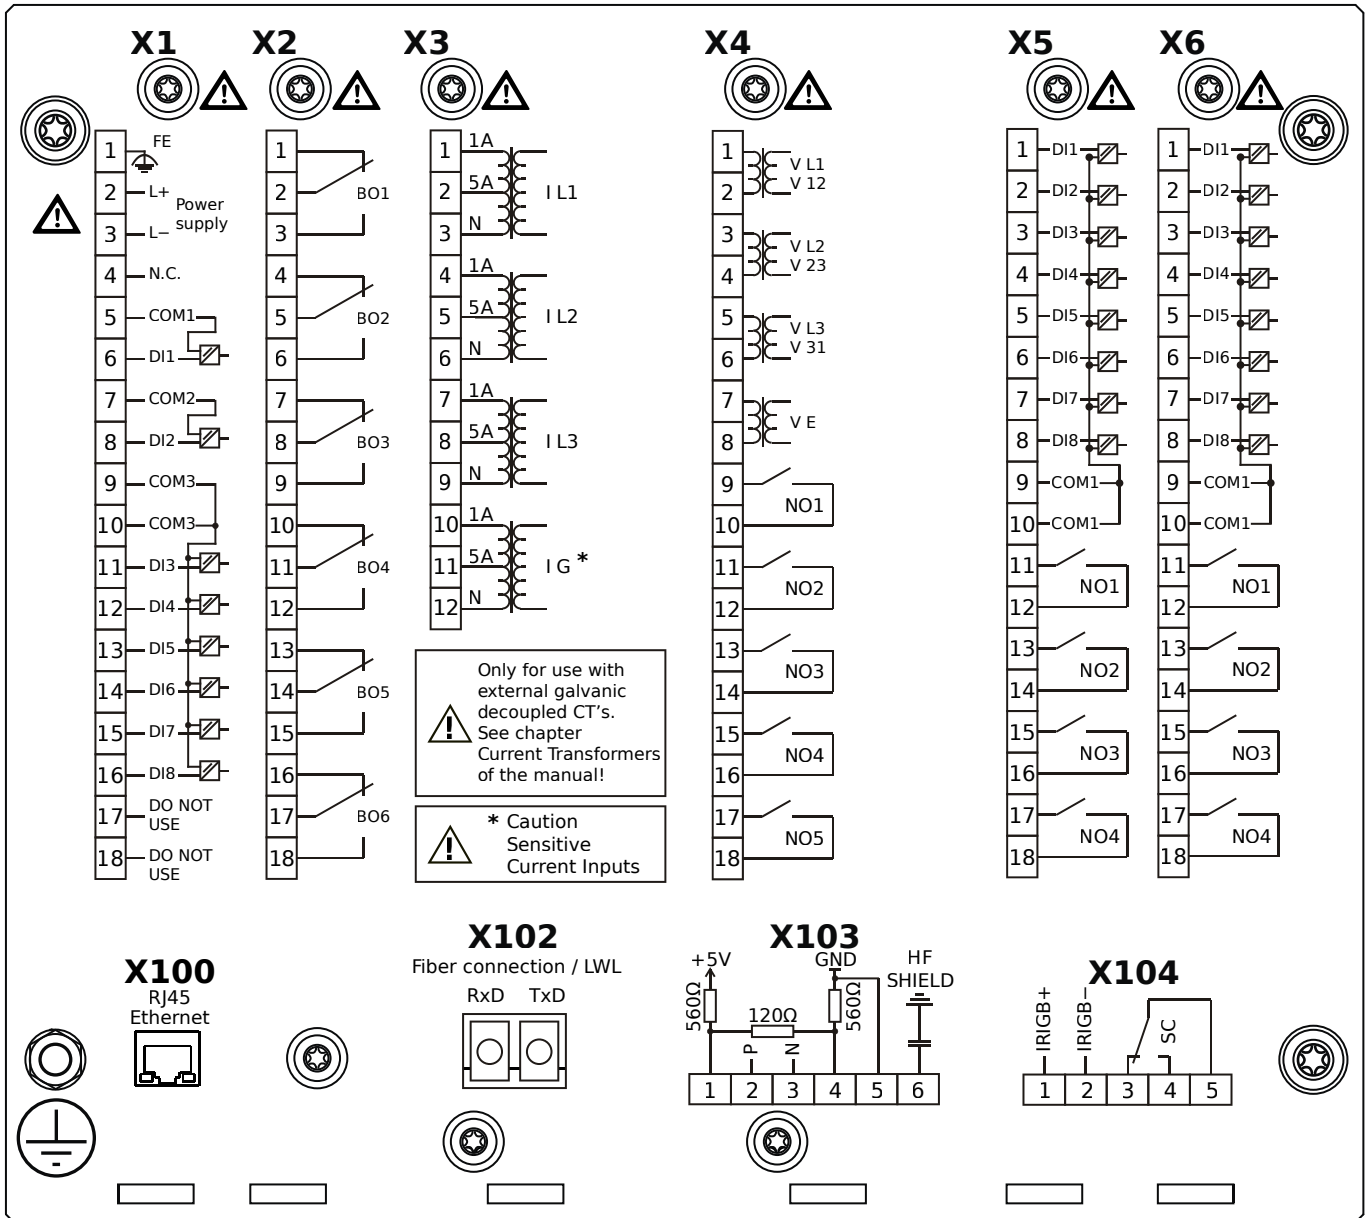 X1 X2 X3 X4 X5 X6
1 FE
2 L+
Power
supply
3 L−
4 N.C.
5 COM1
6 DI1
7 COM2
8 DI2
9 COM3
10 COM3
11 DI3
12 DI4
13 DI5
14 DI6
15 DI7
16 DI8
17 DO NOT
USE
18 DO NOT
USE
1
2 BO1
3
4
5 BO2
6
7
8 BO3
9
10
11 BO4
12
13
14 BO5
15
16
17 BO6
18
1 1A
2 5A I L1
3 N
4 1A
5 5A I L2
6 N
7 1A
8 5A I L3
9 N
10 1A
11 5A I G *
12 N
Only for use with
external galvanic
decoupled CT's.
See chapter
Current Transformers
of the manual!
* Caution
Sensitive
Current Inputs
1 V L1
2 V 12
3 V L2
4 V 23
5 V L3
6 V 31
7
V E
8
9
NO1
10
11
NO2
12
13
NO3
14
15
NO4
16
17
NO5
18
1 DI1
2 DI2
3 DI3
4 DI4
5 DI5
6 DI6
7 DI7
8 DI8
9 COM1
10 COM1
11
NO1
12
13
NO2
14
15
NO3
16
17
NO4
18
1 DI1
2 DI2
3 DI3
4 DI4
5 DI5
6 DI6
7 DI7
8 DI8
9 COM1
10 COM1
11
NO1
12
13
NO2
14
15
NO3
16
17
NO4
18
X100
RJ45
Ethernet
X102
Fiber connection / LWL
RxD TxD
X103
+5V GND HF
SHIELD
560Ω 120Ω 560Ω
P N
1 2 3 4 5 6
X104
IRIGB+ IRIGB− SC
1 2 3 4 5